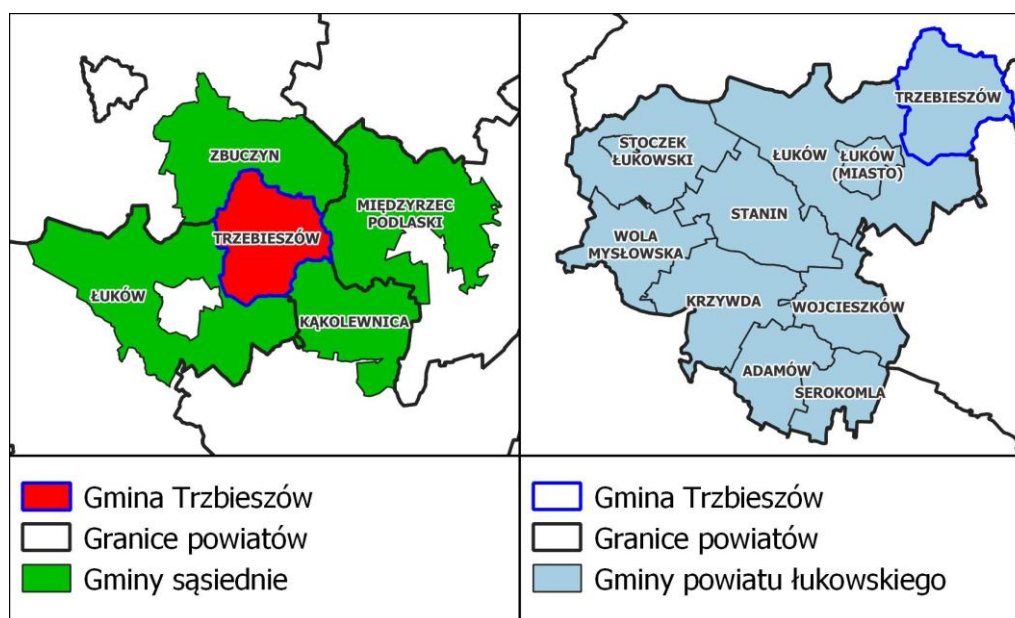 ZBUCZYN
MIĘDZYRZEC
PODLASKI
TRZEBIESZÓW
ŁUKÓW
KĄKOLEWNICA
TRZEBIESZÓW
STOCZEK
ŁUKOWSKI
ŁUKÓW
ŁUKÓW
(MIASTO)
STANIN
WOLA
MYSŁOWSKA
KRZYWDA
WOJCIESZKÓW
ADAMÓW
SEROKOMLA
Gmina Trzbieszów
Granice powiatów
Gminy sąsiednie
Gmina Trzbieszów
Granice powiatów
Gminy powiatu łukowskiego